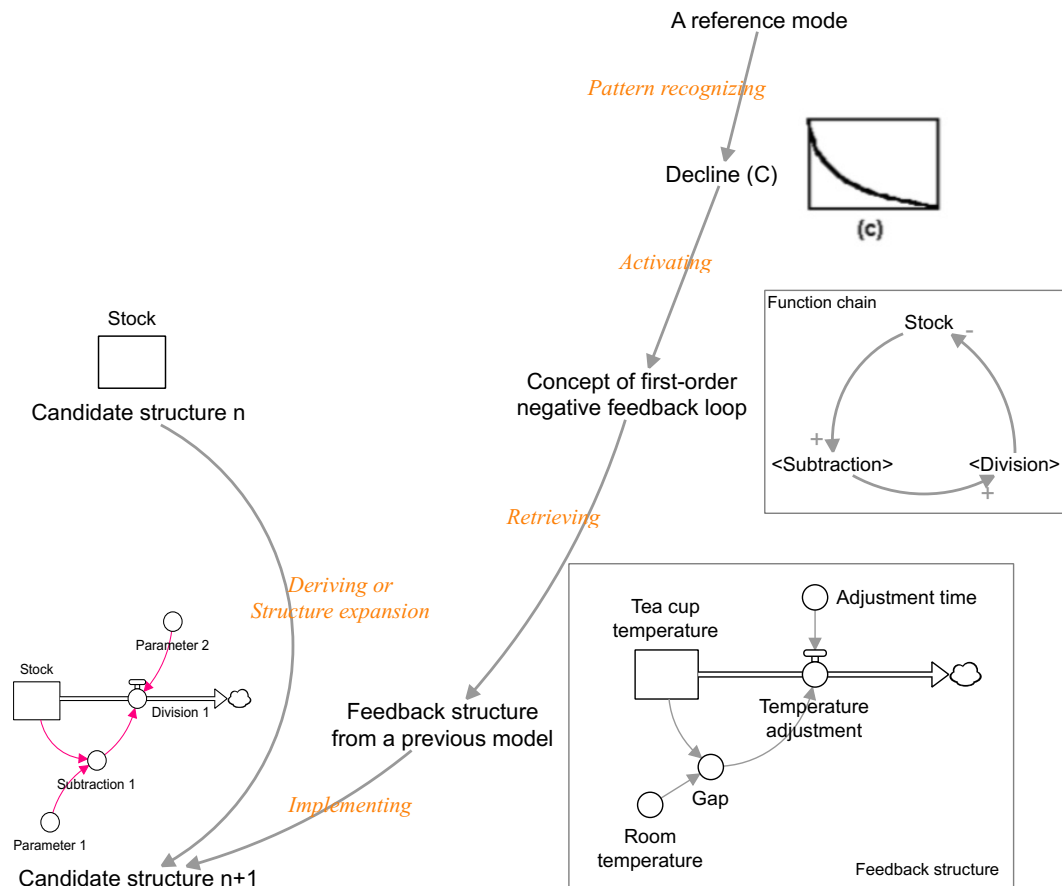 A reference mode
Pattern recognizing
Decline (C)
(c)
Activating
Function chain
Stock
-
+
<Subtraction>
<Division>
+
Stock
Candidate structure n
Concept of first-order
negative feedback loop
Retrieving
Deriving or
Structure expansion
Tea cup
temperature
Adjustment time
Temperature
adjustment
Gap
Room
temperature
Feedback structure
Parameter 2
Stock
Division 1
Subtraction 1
Parameter 1
Feedback structure
from a previous model
Implementing
Candidate structure n+1